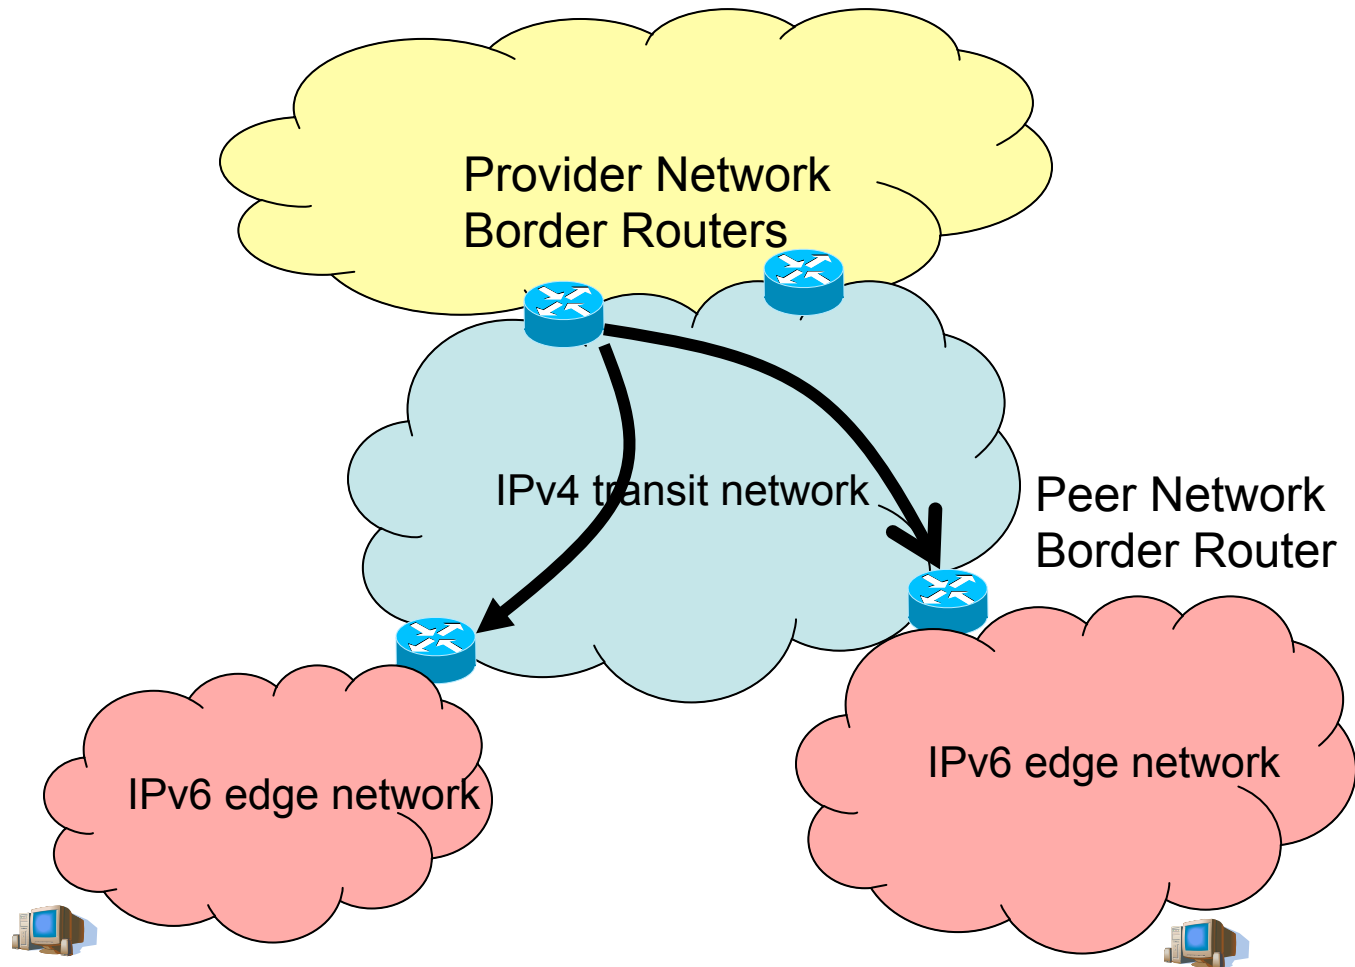 Provider Network
Border Routers
IPv4 transit network
Peer Network
Border Router
IPv6 edge network
IPv6 edge network